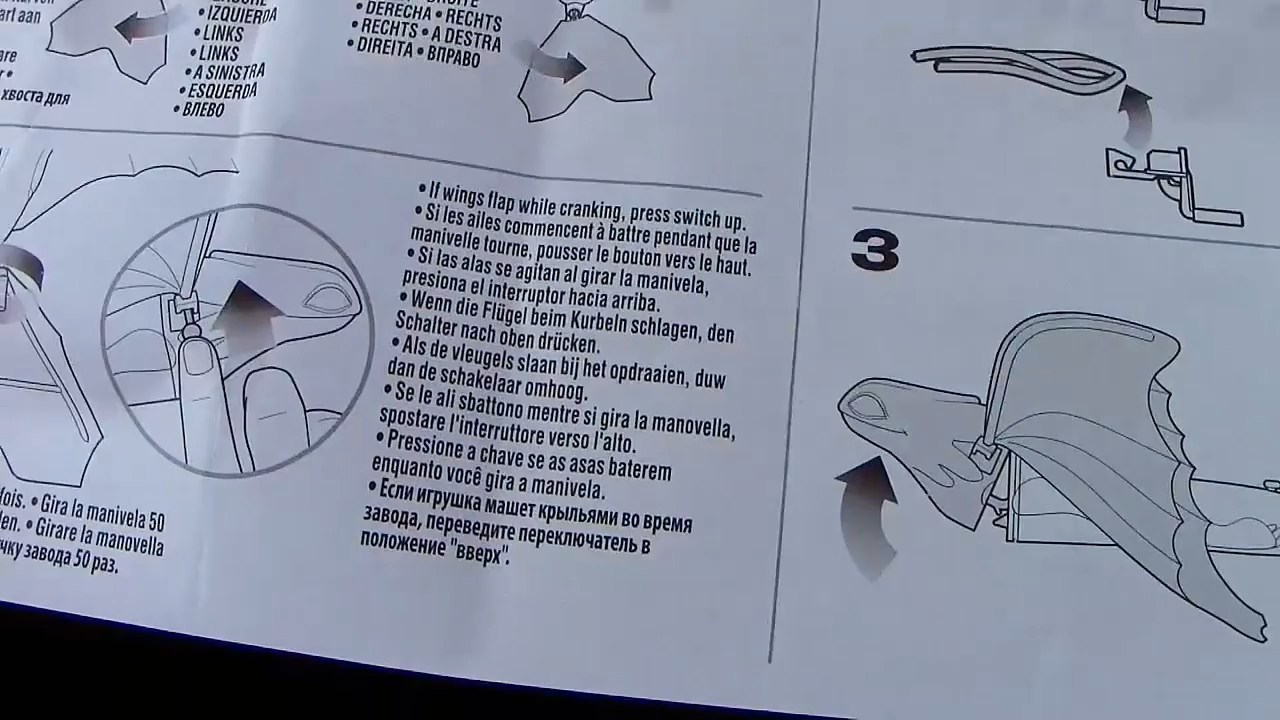 art aan
are
r •
хвоста для
• IZQUIERDA
• LINKS
• LINKS
• A SINISTRA
• ESQUERDA
• ВЛЕВО
• DERECHA • RECHTS
• RECHTS • A DESTRA
• DIREITA • ВПРАВО
• If wings flap while cranking, press switch up.
• Si les ailes commencent à battre pendant que la
manivelle tourne, pousser le bouton vers le haut.
• Si las alas se agitan al girar la manivela,
presiona el interruptor hacia arriba.
• Wenn die Flügel beim Kurbeln schlagen, den
Schalter nach oben drücken.
• Als de vleugels slaan bij het opdraaien, duw
dan de schakelaar omhoog.
• Se le ali sbattono mentre si gira la manovella,
spostare l'interruttore verso l'alto.
• Pressione a chave se as asas baterem
enquanto você gira a manivela.
• Если игрушка машет крыльями во время
завода, переведите переключатель в
положение "вверх".
fois. • Gira la manivela 50
len. • Girare la manovella
чку завода 50 раз.
3